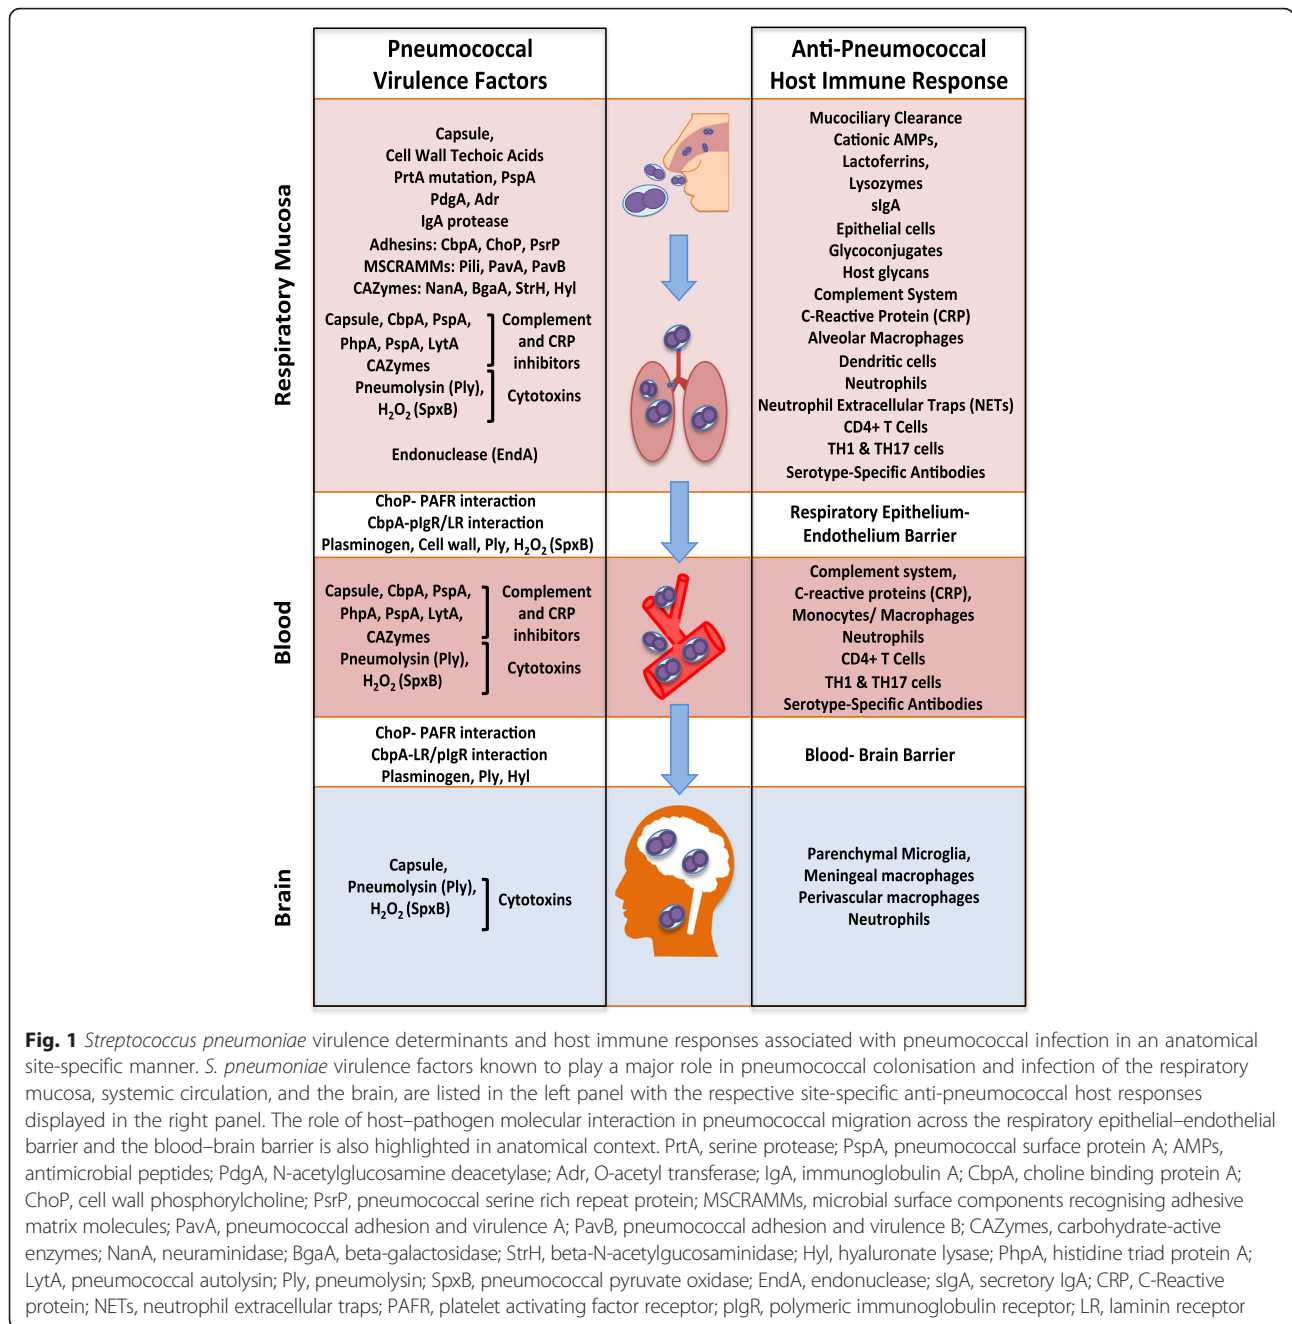 Pneumococcal
Virulence Factors
Anti-Pneumococcal
Host Immune Response
Respiratory Mucosa
Capsule,
Cell Wall Techoic Acids
PrtA mutation, PspA
PdgA, Adr
IgA protease
Adhesins: CbpA, ChoP, PsrP
MSCRAMMs: Pili, PavA, PavB
CAZymes: NanA, BgaA, StrH, Hyl
Capsule, CbpA, PspA,
PhpA, PspA, LytA
CAZymes
Complement
and CRP
inhibitors
Pneumolysin (Ply),
H₂O₂ (SpxB)
Cytotoxins
Endonuclease (EndA)
Mucociliary Clearance
Cationic AMPs,
Lactoferrins,
Lysozymes
sIgA
Epithelial cells
Glycoconjugates
Host glycans
Complement System
C-Reactive Protein (CRP)
Alveolar Macrophages
Dendritic cells
Neutrophils
Neutrophil Extracellular Traps (NETs)
CD4+ T Cells
TH1 & TH17 cells
Serotype-Specific Antibodies
ChoP- PAFR interaction
CbpA-pIgR/LR interaction
Plasminogen, Cell wall, Ply, H₂O₂ (SpxB)
Respiratory Epithelium-
Endothelium Barrier
Blood
Capsule, CbpA, PspA,
PhpA, PspA, LytA,
CAZymes
Complement
and CRP
inhibitors
Pneumolysin (Ply),
H₂O₂ (SpxB)
Cytotoxins
Complement system,
C-reactive proteins (CRP),
Monocytes/ Macrophages
Neutrophils
CD4+ T Cells
TH1 & TH17 cells
Serotype-Specific Antibodies
ChoP- PAFR interaction
CbpA-LR/pIgR interaction
Plasminogen, Ply, Hyl
Blood- Brain Barrier
Brain
Capsule,
Pneumolysin (Ply),
H₂O₂ (SpxB)
Cytotoxins
Parenchymal Microglia,
Meningeal macrophages
Perivascular macrophages
Neutrophils
Fig. 1 Streptococcus pneumoniae virulence determinants and host immune responses associated with pneumococcal infection in an anatomical
site-specific manner. S. pneumoniae virulence factors known to play a major role in pneumococcal colonisation and infection of the respiratory
mucosa, systemic circulation, and the brain, are listed in the left panel with the respective site-specific anti-pneumococcal host responses
displayed in the right panel. The role of host–pathogen molecular interaction in pneumococcal migration across the respiratory epithelial–endothelial
barrier and the blood–brain barrier is also highlighted in anatomical context. PrtA, serine protease; PspA, pneumococcal surface protein A; AMPs,
antimicrobial peptides; PdgA, N-acetylglucosamine deacetylase; Adr, O-acetyl transferase; IgA, immunoglobulin A; CbpA, choline binding protein A;
ChoP, cell wall phosphorylcholine; PsrP, pneumococcal serine rich repeat protein; MSCRAMMs, microbial surface components recognising adhesive
matrix molecules; PavA, pneumococcal adhesion and virulence A; PavB, pneumococcal adhesion and virulence B; CAZymes, carbohydrate-active
enzymes; NanA, neuraminidase; BgaA, beta-galactosidase; StrH, beta-N-acetylgucosaminidase; Hyl, hyaluronate lysase; PhpA, histidine triad protein A;
LytA, pneumococcal autolysin; Ply, pneumolysin; SpxB, pneumococcal pyruvate oxidase; EndA, endonuclease; sIgA, secretory IgA; CRP, C-Reactive
protein; NETs, neutrophil extracellular traps; PAFR, platelet activating factor receptor; pIgR, polymeric immunoglobulin receptor; LR, laminin receptor